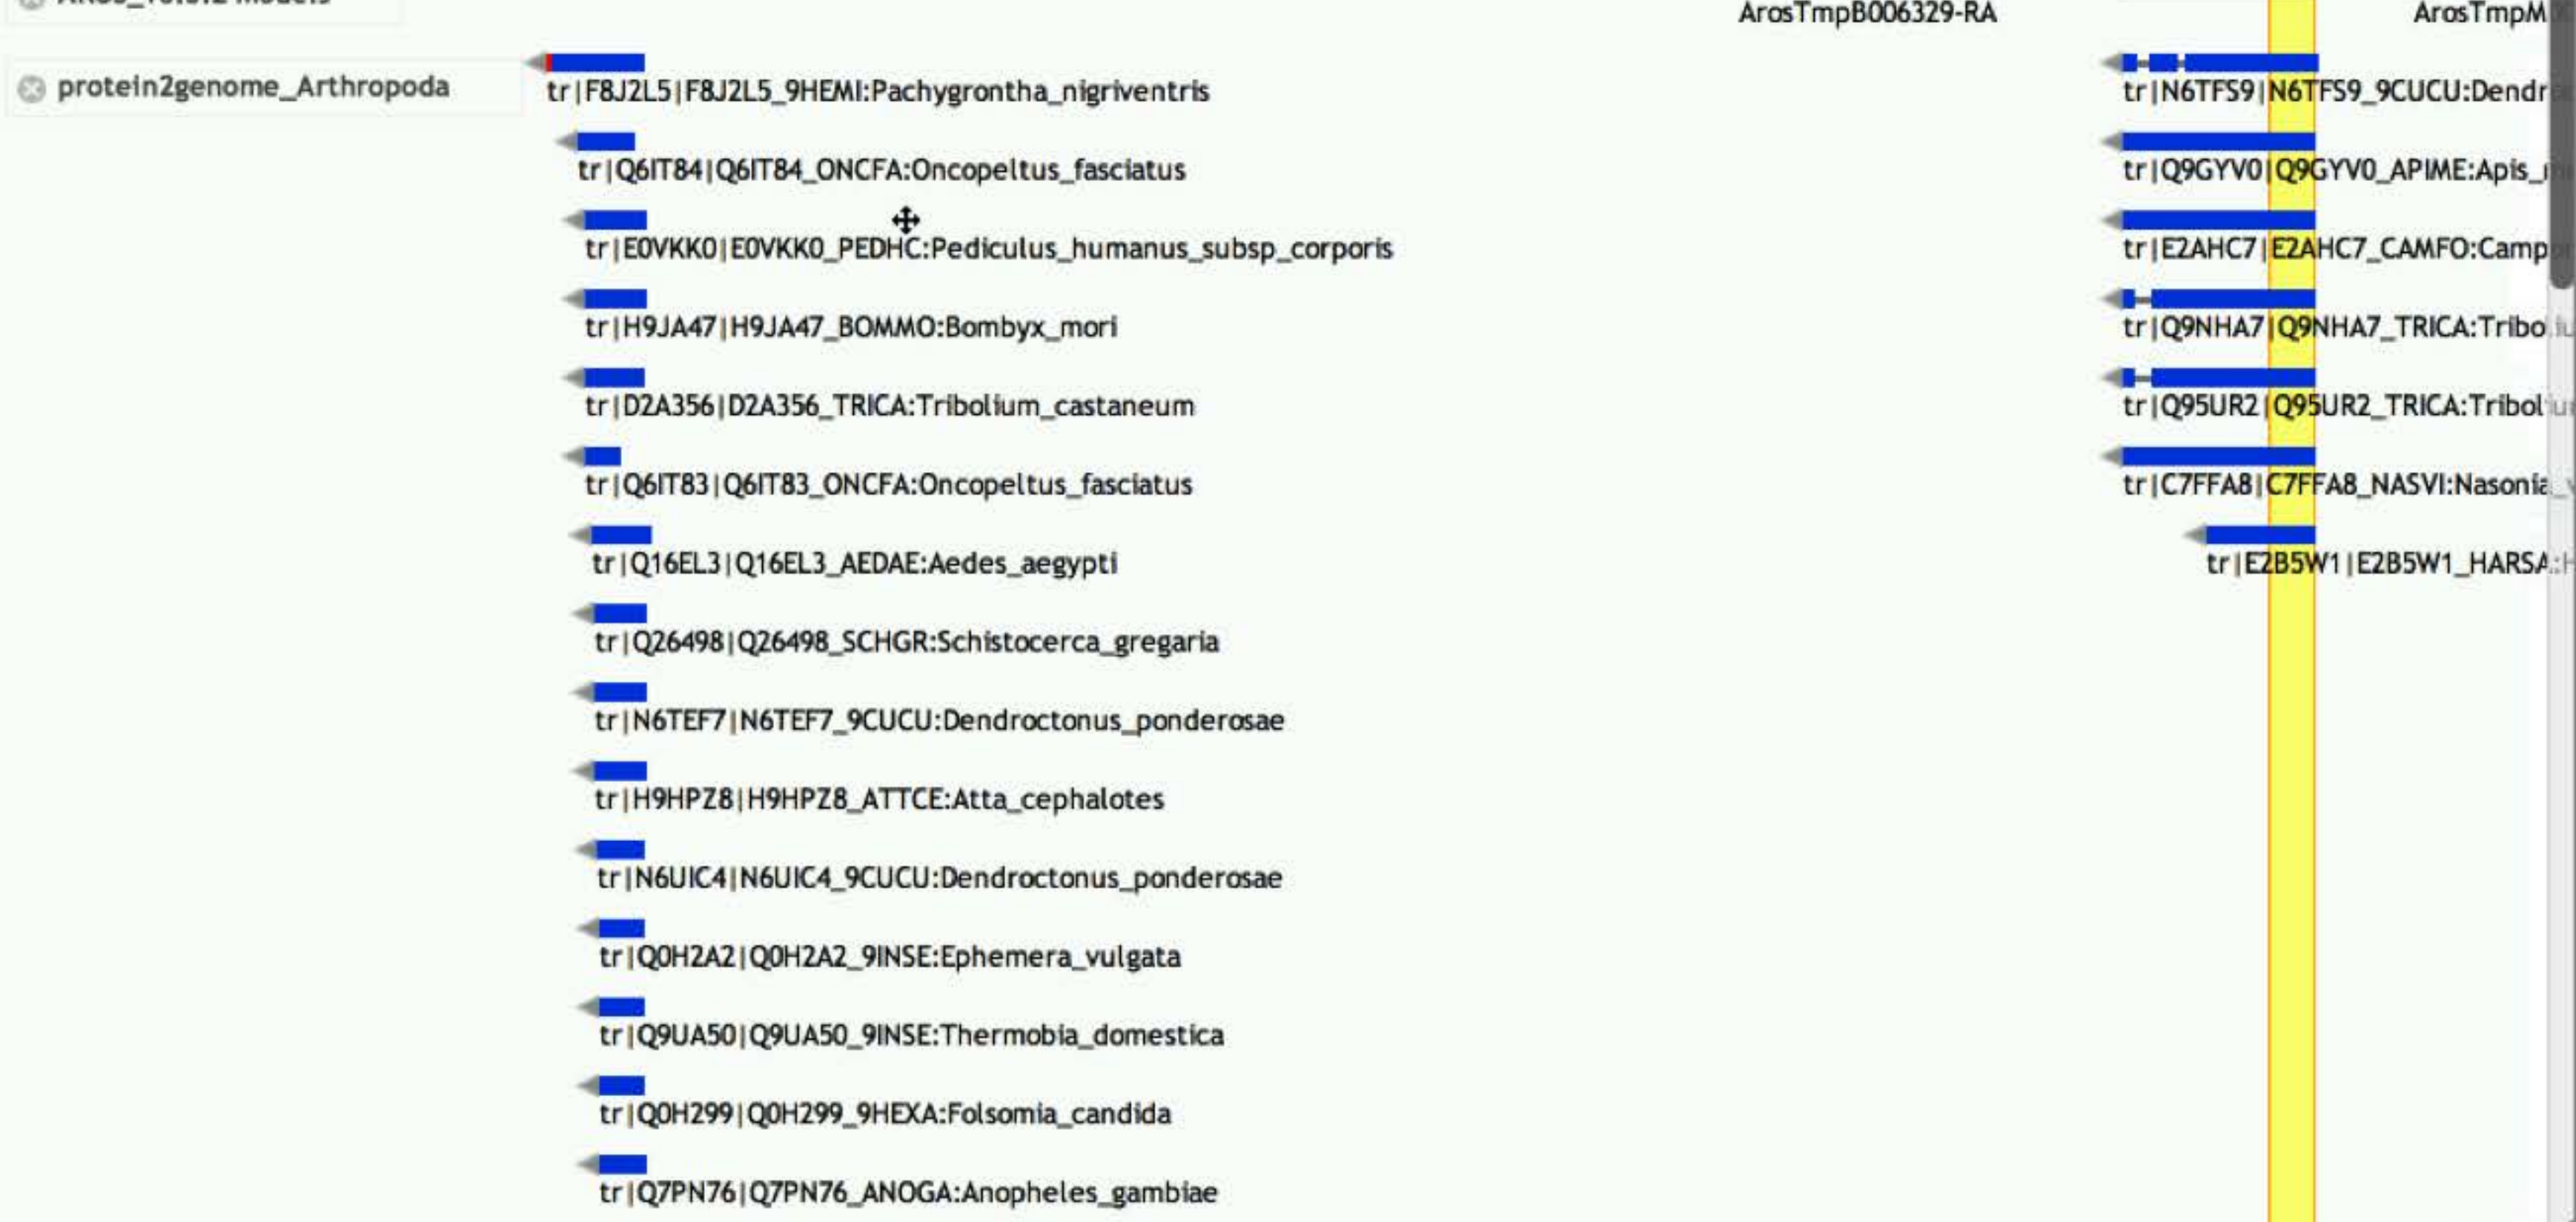 ArosTmpB006329-RA
protein2genome_Arthropoda
tr|F8J2L5|F8J2L5_9HEMI:Pachygrontha_nigriventris
tr|N6TFS9|N6TFS9_9CUCU:Dendr
tr|Q6IT84|Q6IT84_ONCFA:Oncopeltus_fasciatus
tr|Q9GYV0|Q9GYV0_APIME:Apis_
tr|E0VKK0|E0VKK0_PEDHC:Pediculus_humanus_subsp_corporis
tr|E2AHC7|E2AHC7_CAMFO:Camp
tr|H9JA47|H9JA47_BOMMO:Bombyx_mori
tr|Q9NHA7|Q9NHA7_TRICA:Tribo
tr|D2A356|D2A356_TRICA:Tribolium_castaneum
tr|Q95UR2|Q95UR2_TRICA:Tribol
tr|Q6IT83|Q6IT83_ONCFA:Oncopeltus_fasciatus
tr|C7FFA8|C7FFA8_NASVI:Nasonia
tr|Q16EL3|Q16EL3_AEDAE:Aedes_aegypti
tr|E2B5W1|E2B5W1_HARSA:H
tr|Q26498|Q26498_SCHGR:Schistocerca_gregaria
tr|N6TEF7|N6TEF7_9CUCU:Dendroctonus_ponderosae
tr|H9HPZ8|H9HPZ8_ATTCE:Atta_cephalotes
tr|N6UIC4|N6UIC4_9CUCU:Dendroctonus_ponderosae
tr|Q0H2A2|Q0H2A2_9INSE:Ephemera_vulgata
tr|Q9UA50|Q9UA50_9INSE:Thermobia_domestica
tr|Q0H299|Q0H299_9HEXA:Folsomia_candida
tr|Q7PN76|Q7PN76_ANOGA:Anopheles_gambiae